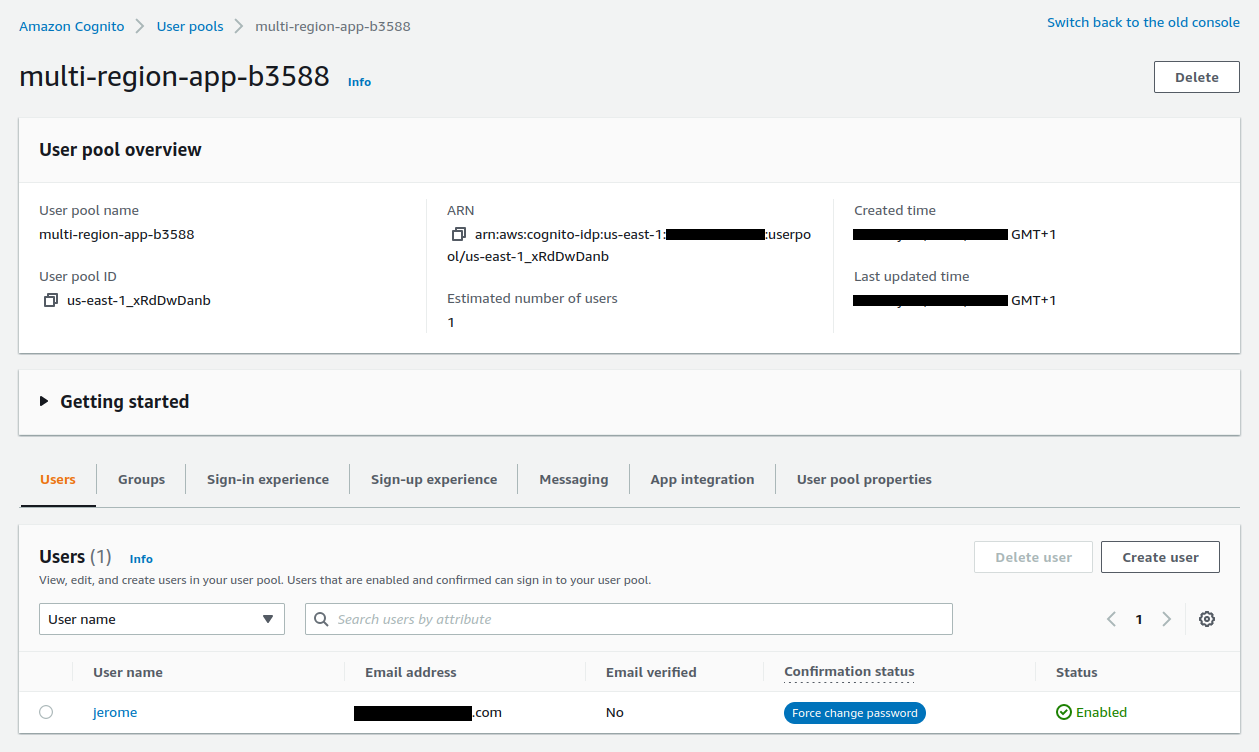 Amazon Cognito > User pools > multi-region-app-b3588
Switch back to the old console
multi-region-app-b3588 Info
Delete
User pool overview
User pool name
multi-region-app-b3588
User pool ID
us-east-1_xRdDwDanb
ARN
arn:aws:cognito-idp:us-east-1: :userpo
ol/us-east-1_xRdDwDanb
Estimated number of users
1
Created time
GMT+1
Last updated time
GMT+1
Getting started
Users Groups Sign-in experience Sign-up experience Messaging App integration User pool properties
Users (1) Info
View, edit, and create users in your user pool. Users that are enabled and confirmed can sign in to your user pool.
Delete user Create user
User name Search users by attribute 1
User name Email address Email verified Confirmation status Status
jerome .com No Force change password Enabled